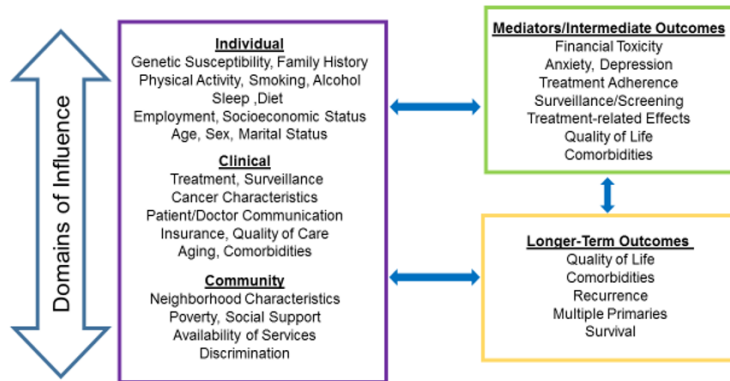 Domains of Influence
Individual
Genetic Susceptibility, Family History
Physical Activity, Smoking, Alcohol
Sleep ,Diet
Employment, Socioeconomic Status
Age, Sex, Marital Status
Clinical
Treatment, Surveillance
Cancer Characteristics
Patient/Doctor Communication
Insurance, Quality of Care
Aging, Comorbidities
Community
Neighborhood Characteristics
Poverty, Social Support
Availability of Services
Discrimination
Mediators/Intermediate Outcomes
Financial Toxicity
Anxiety, Depression
Treatment Adherence
Surveillance/Screening
Treatment-related Effects
Quality of Life
Comorbidities
Longer-Term Outcomes
Quality of Life
Comorbidities
Recurrence
Multiple Primaries
Survival